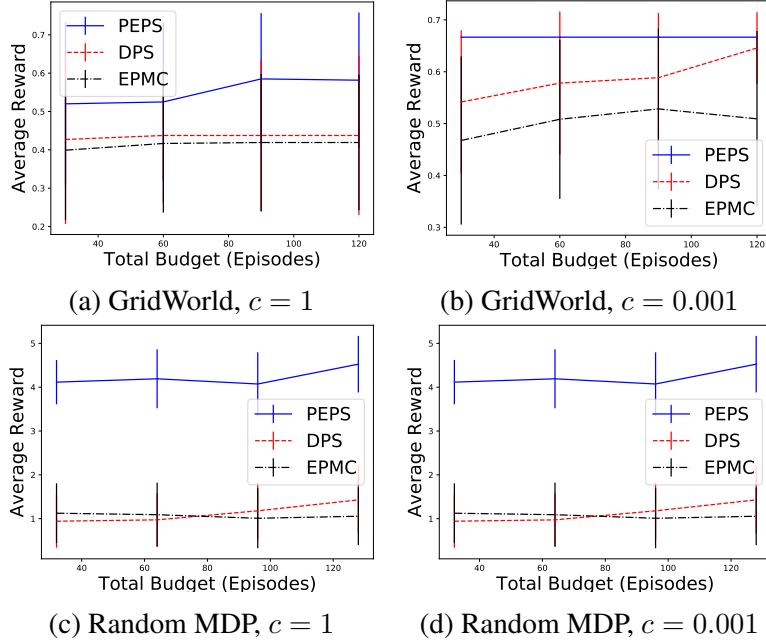 0.7
0.6
0.5
0.4
0.3
0.2
Average Reward
PEPS
DPS
EPMC
40 60 80 100 120
Total Budget (Episodes)
(a) GridWorld, c = 1
0.7
0.6
0.5
0.4
0.3
Average Reward
PEPS
DPS
EPMC
40 60 80 100 120
Total Budget (Episodes)
(b) GridWorld, c = 0.001
5
4
3
2
1
Average Reward
PEPS
DPS
EPMC
40 60 80 100 120
Total Budget (Episodes)
(c) Random MDP, c = 1
5
4
3
2
1
Average Reward
PEPS
DPS
EPMC
40 60 80 100 120
Total Budget (Episodes)
(d) Random MDP, c = 0.001